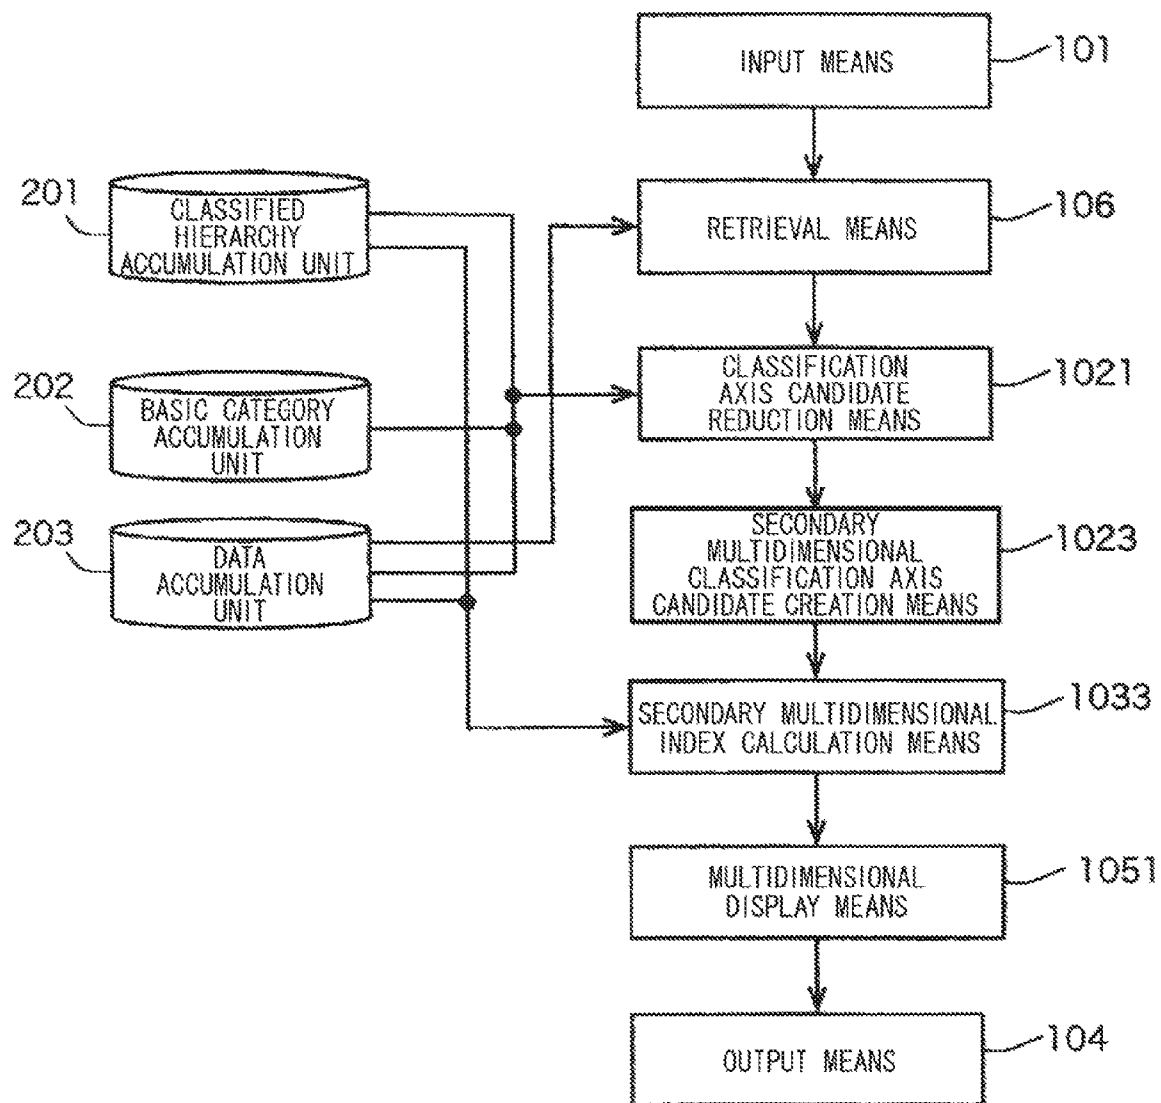 INPUT MEANS
101
201
CLASSIFIED
HIERARCHY
ACCUMULATION UNIT
RETRIEVAL MEANS
106
202
BASIC CATEGORY
ACCUMULATION
UNIT
CLASSIFICATION
AXIS CANDIDATE
REDUCTION MEANS
1021
203
DATA
ACCUMULATION
UNIT
SECONDARY
MULTIDIMENSIONAL
CLASSIFICATION AXIS
CANDIDATE CREATION MEANS
1023
SECONDARY MULTIDIMENSIONAL
INDEX CALCULATION MEANS
1033
MULTIDIMENSIONAL
DISPLAY MEANS
1051
OUTPUT MEANS
104